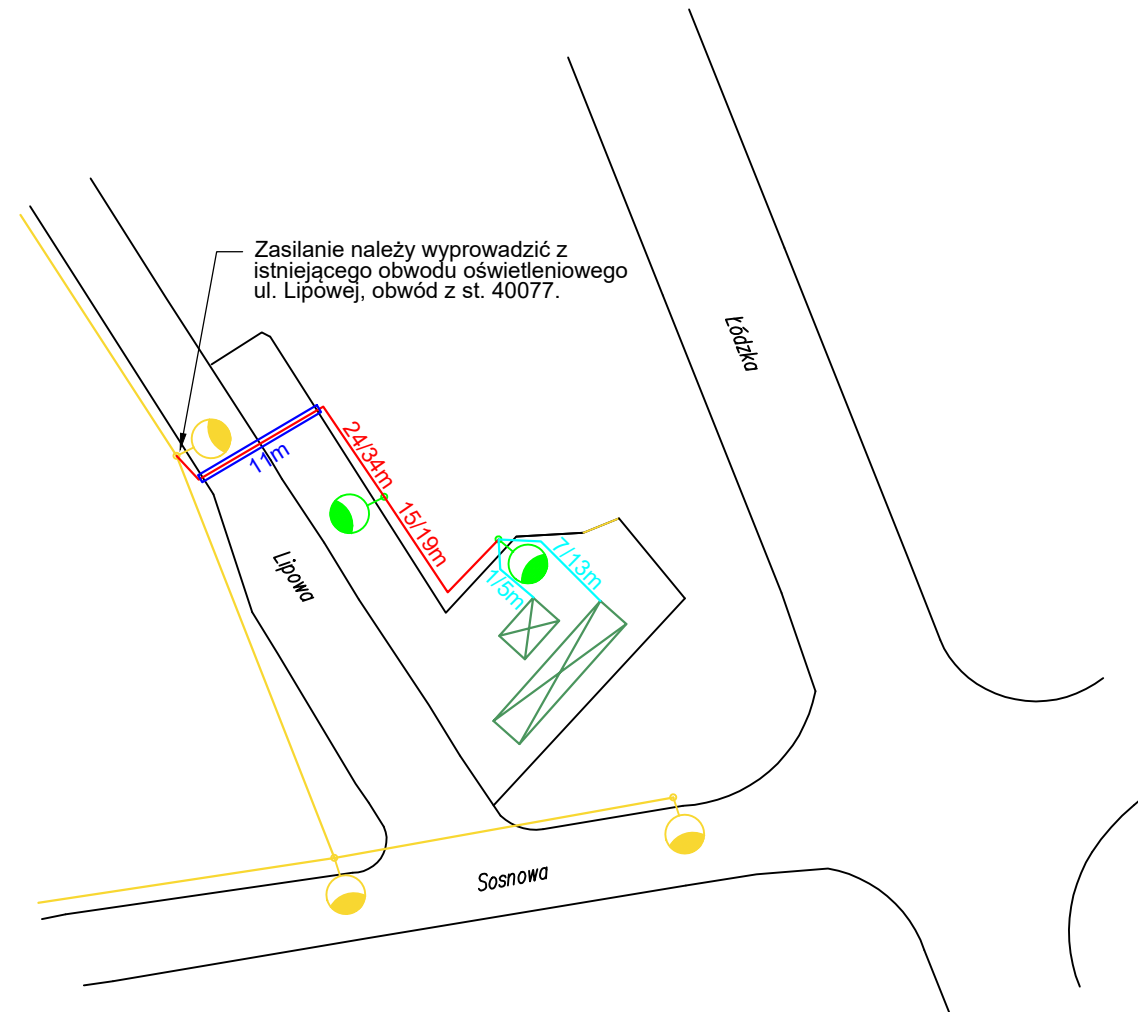 Zasilanie należy wyprowadzić z
istniejącego obwodu oświetleniowego
ul. Lipowej, obwód z st. 40077.
Łódzka
11m
24/34m
15/19m
7/13m
1/5m
Lipowa
Sosnowa